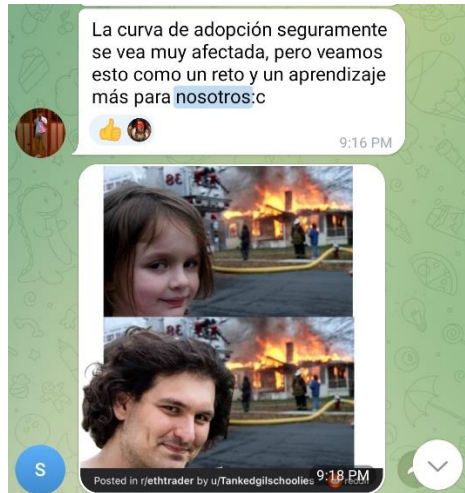 La curva de adopción seguramente
se vea muy afectada, pero veamos
esto como un reto y un aprendizaje
más para nosotros:c
9:16 PM
Posted in r/ethtrader by u/Tankedgilschoolies
9:18 PM
reddit
S